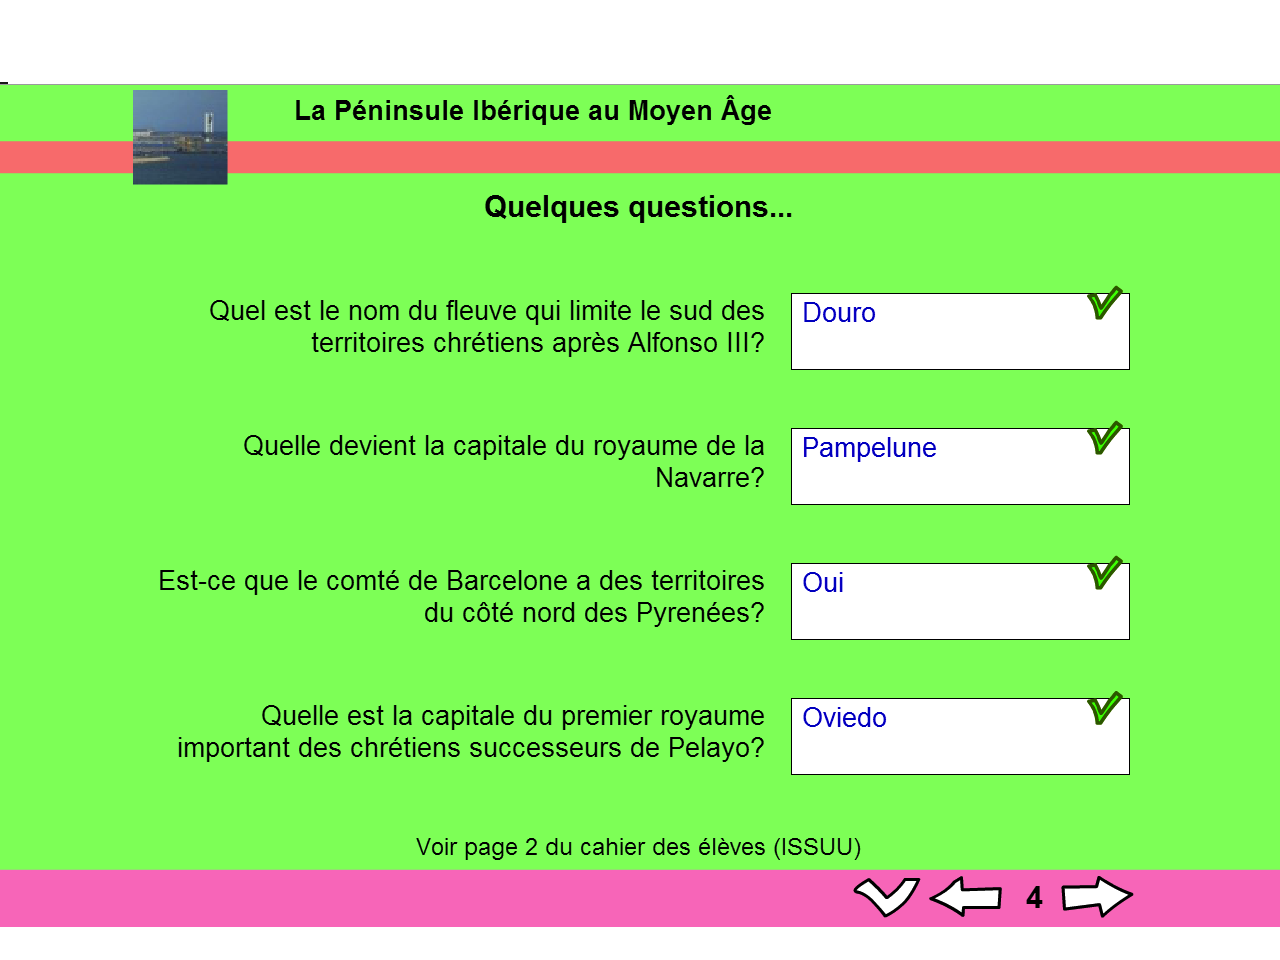 La Péninsule Ibérique au Moyen Âge
Quelques questions...
Quel est le nom du fleuve qui limite le sud des
territoires chrétiens après Alfonso III?
Douro
Quelle devient la capitale du royaume de la
Navarre?
Pampelune
Est-ce que le comté de Barcelone a des territoires
du côté nord des Pyrenées?
Oui
Quelle est la capitale du premier royaume
important des chrétiens successeurs de Pelayo?
Oviedo
Voir page 2 du cahier des élèves (ISSUU)
4